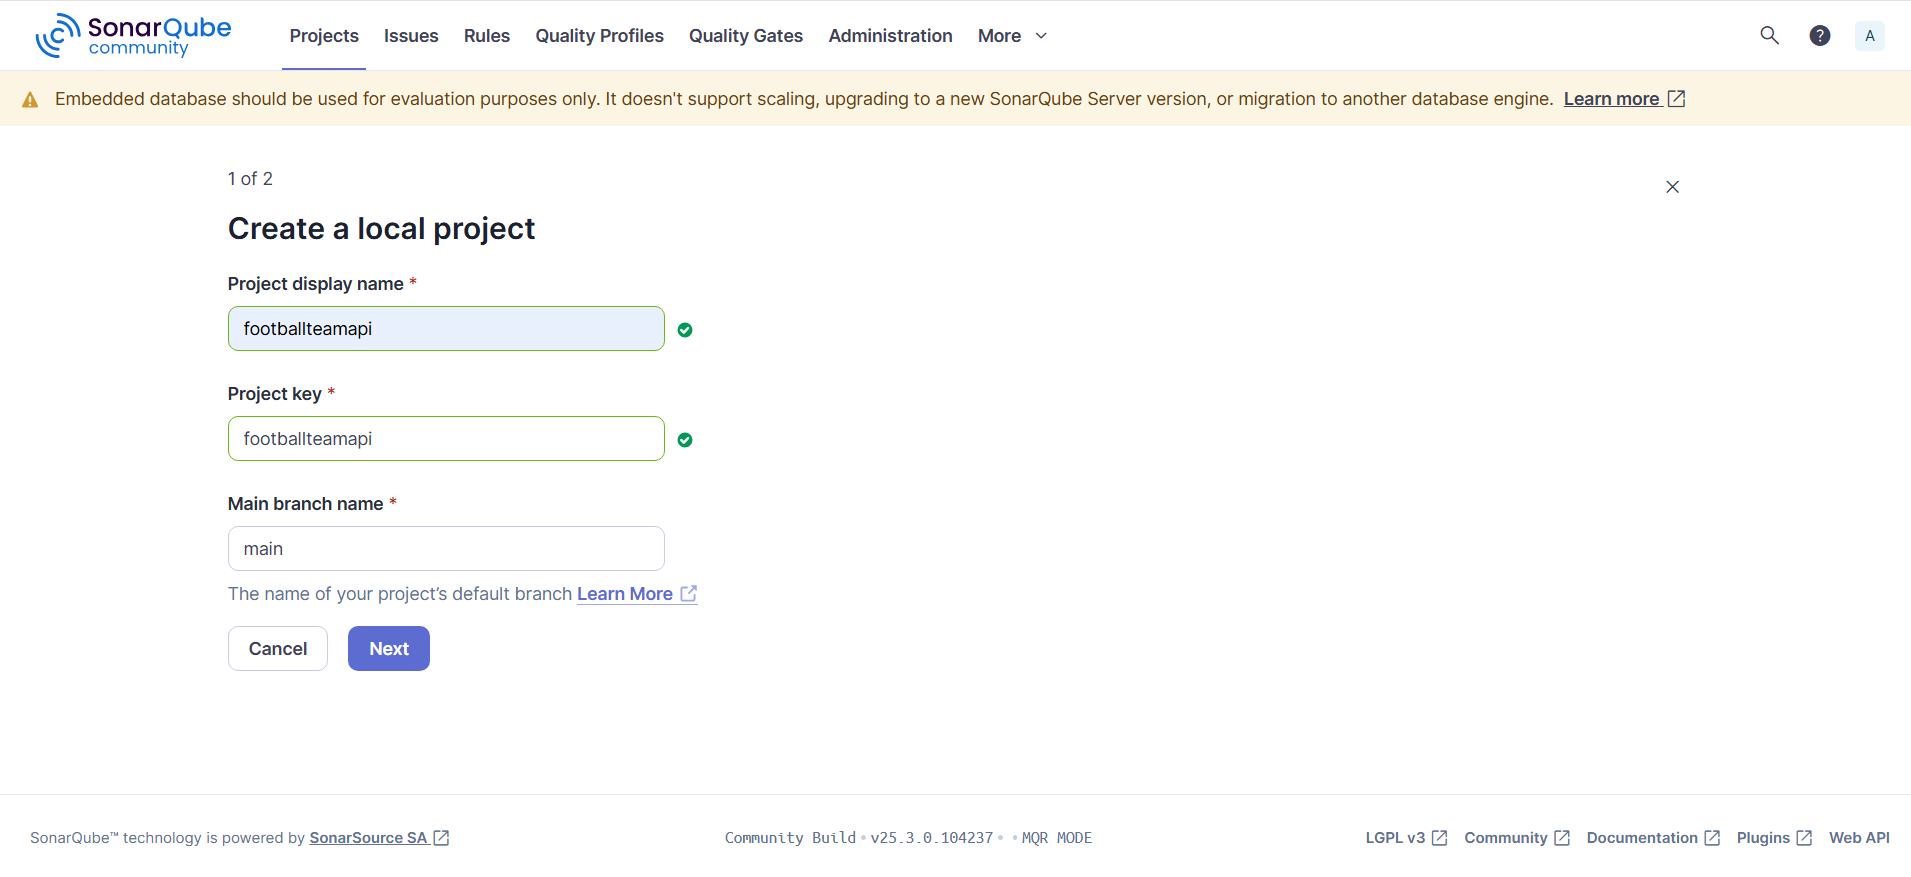 SonarQube
community
Projects Issues Rules Quality Profiles Quality Gates Administration More
? A
Embedded database should be used for evaluation purposes only. It doesn't support scaling, upgrading to a new SonarQube Server version, or migration to another database engine. Learn more
1 of 2
Create a local project
Project display name *
footballteamapi
Project key *
footballteamapi
Main branch name *
main
The name of your project’s default branch Learn More
Cancel Next
SonarQube™ technology is powered by SonarSource SA Community Build • v25.3.0.104237 • • MQR MODE LGPL v3 Community Documentation Plugins Web API